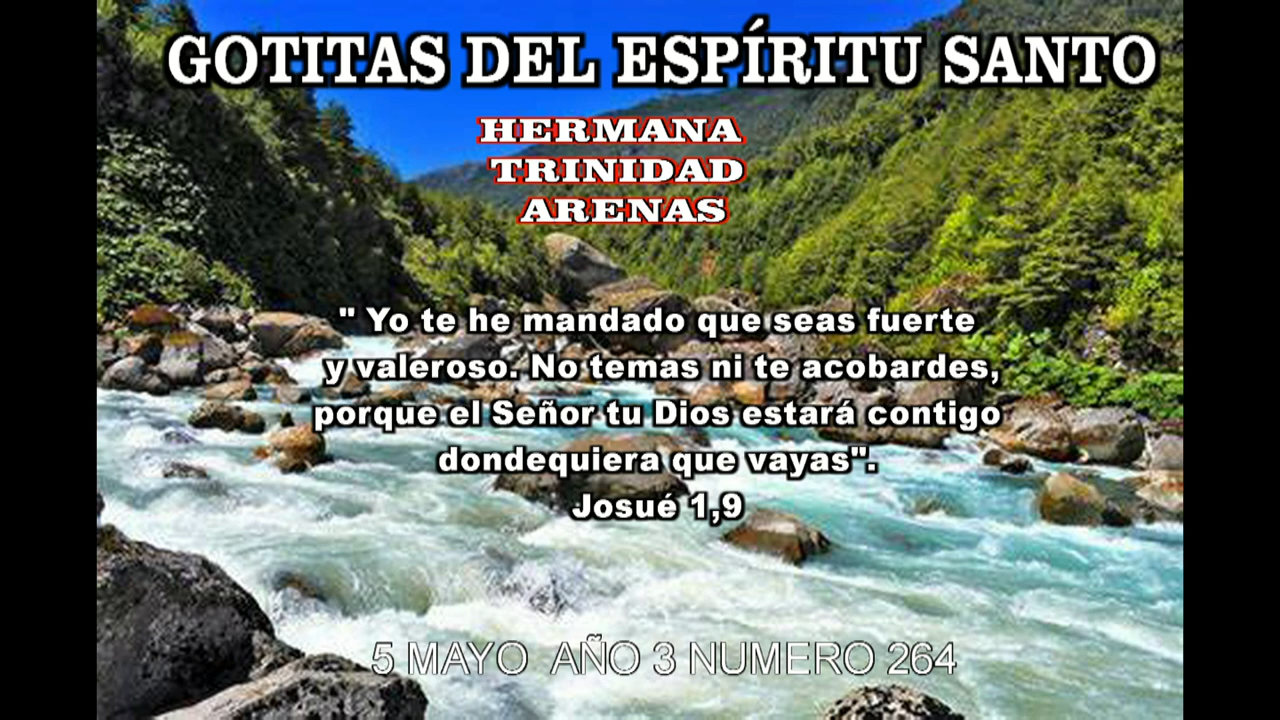 GOTITAS DEL ESPÍRITU SANTO
HERMANA
TRINIDAD
ARENAS
" Yo te he mandado que seas fuerte
y valeroso. No temas ni te acobardes,
porque el Señor tu Dios estará contigo
dondequiera que vayas".
Josué 1,9
5 MAYO  AÑO 3 NUMERO 264